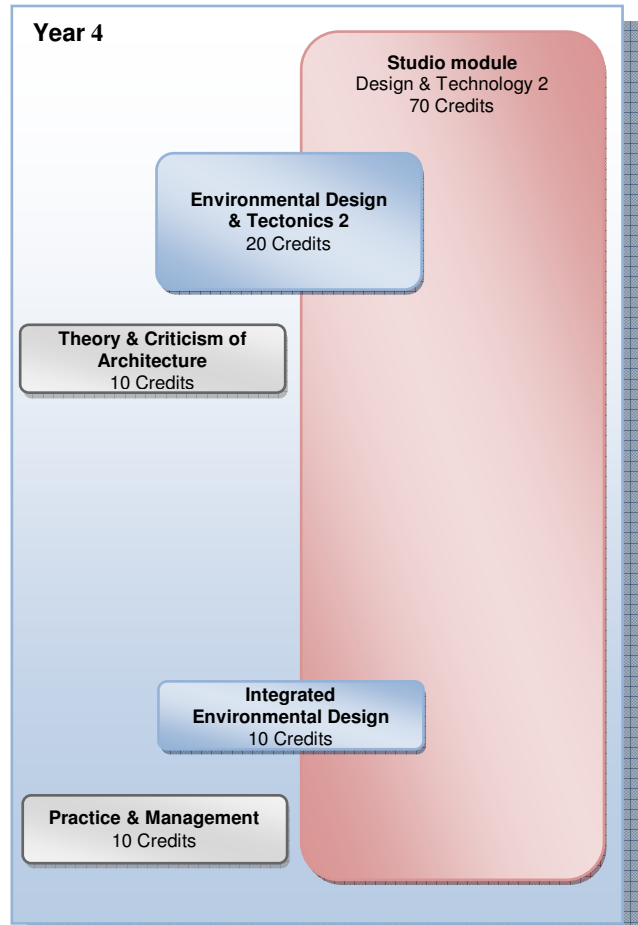 Year 4
Studio module
Design & Technology 2
70 Credits
Environmental Design
& Tectonics 2
20 Credits
Theory & Criticism of
Architecture
10 Credits
Integrated
Environmental Design
10 Credits
Practice & Management
10 Credits